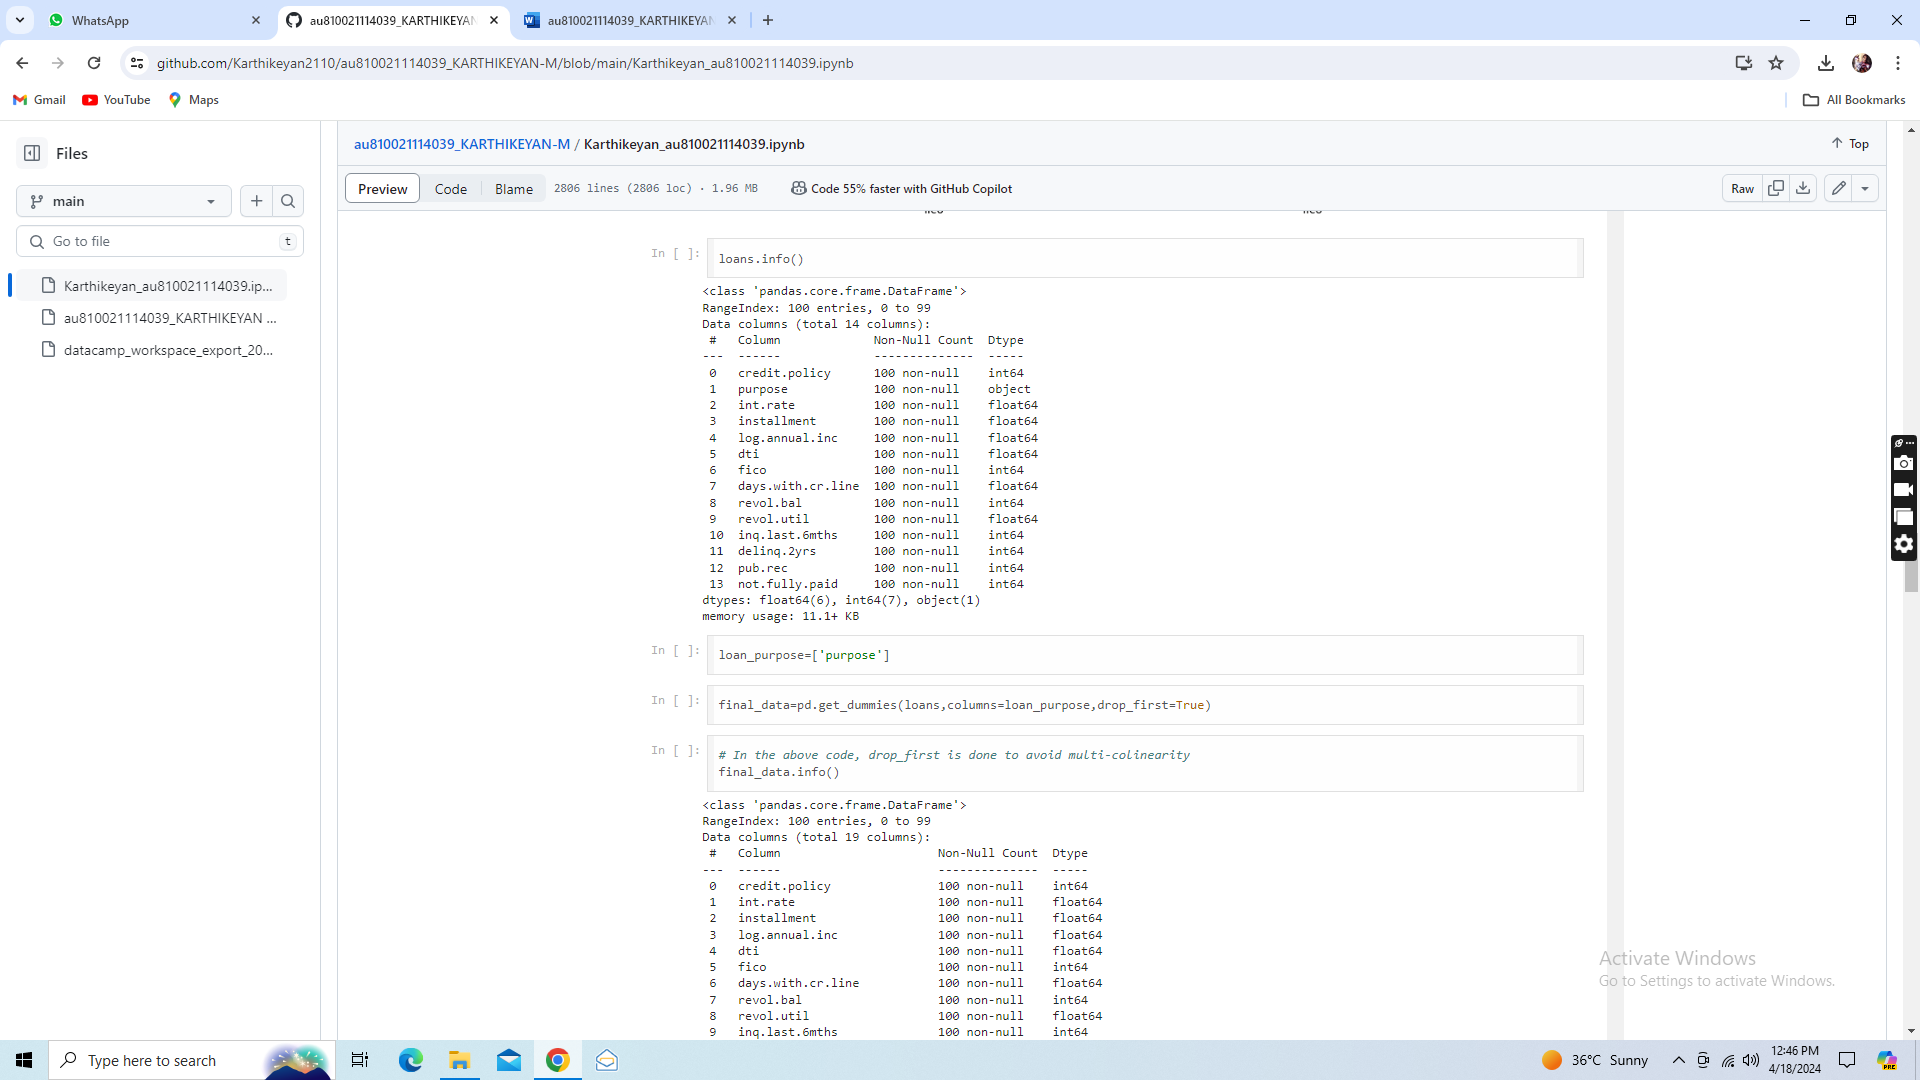 WhatsApp
au810021114039_KARTHIKEYAN
au810021114039_KARTHIKEYAN
github.com/Karthikeyan2110/au810021114039_KARTHIKEYAN-M/blob/main/Karthikeyan_au810021114039.ipynb
Gmail YouTube Maps All Bookmarks
Files
main
Go to file t
Karthikeyan_au810021114039.ip...
au810021114039_KARTHIKEYAN ...
datacamp_workspace_export_20...
au810021114039_KARTHIKEYAN-M / Karthikeyan_au810021114039.ipynb Top
Preview Code Blame 2806 lines (2806 loc) · 1.96 MB Code 55% faster with GitHub Copilot Raw
In [ ]: loans.info()
<class 'pandas.core.frame.DataFrame'>
RangeIndex: 100 entries, 0 to 99
Data columns (total 14 columns):
# Column Non-Null Count Dtype
--- ------ -------------- -----
0 credit.policy 100 non-null int64
1 purpose 100 non-null object
2 int.rate 100 non-null float64
3 installment 100 non-null float64
4 log.annual.inc 100 non-null float64
5 dti 100 non-null float64
6 fico 100 non-null int64
7 days.with.cr.line 100 non-null float64
8 revol.bal 100 non-null int64
9 revol.util 100 non-null float64
10 inq.last.6mths 100 non-null int64
11 delinq.2yrs 100 non-null int64
12 pub.rec 100 non-null int64
13 not.fully.paid 100 non-null int64
dtypes: float64(6), int64(7), object(1)
memory usage: 11.1+ KB
In [ ]: loan_purpose=['purpose']
In [ ]: final_data=pd.get_dummies(loans,columns=loan_purpose,drop_first=True)
In [ ]: # In the above code, drop_first is done to avoid multi-colinearity
final_data.info()
<class 'pandas.core.frame.DataFrame'>
RangeIndex: 100 entries, 0 to 99
Data columns (total 19 columns):
# Column Non-Null Count Dtype
--- ------ -------------- -----
0 credit.policy 100 non-null int64
1 int.rate 100 non-null float64
2 installment 100 non-null float64
3 log.annual.inc 100 non-null float64
4 dti 100 non-null float64
5 fico 100 non-null int64
6 days.with.cr.line 100 non-null float64
7 revol.bal 100 non-null int64
8 revol.util 100 non-null float64
9 inq.last.6mths 100 non-null int64
Activate Windows
Go to Settings to activate Windows.
Type here to search
36°C Sunny
12:46 PM
4/18/2024